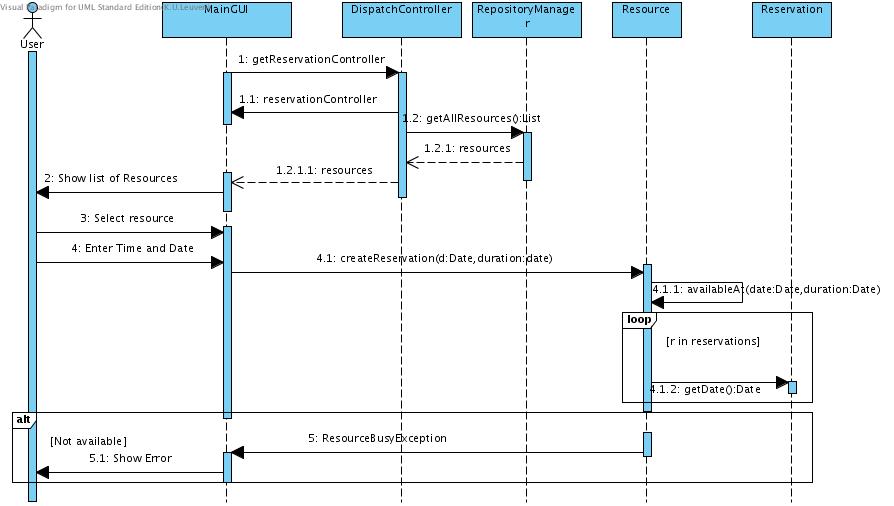 Visual Paradigm for UML Standard Edition(K.U.Leuven)
User
MainGUI
DispatchController
RepositoryManage
r
Resource
Reservation
1: getReservationController
1.1: reservationController
1.2: getAllResources():List
1.2.1: resources
1.2.1.1: resources
2: Show list of Resources
3: Select resource
4: Enter Time and Date
4.1: createReservation(d:Date,duration:date)
4.1.1: availableAt(date:Date,duration:Date)
loop
[r in reservations]
4.1.2: getDate():Date
alt
[Not available]
5: ResourceBusyException
5.1: Show Error